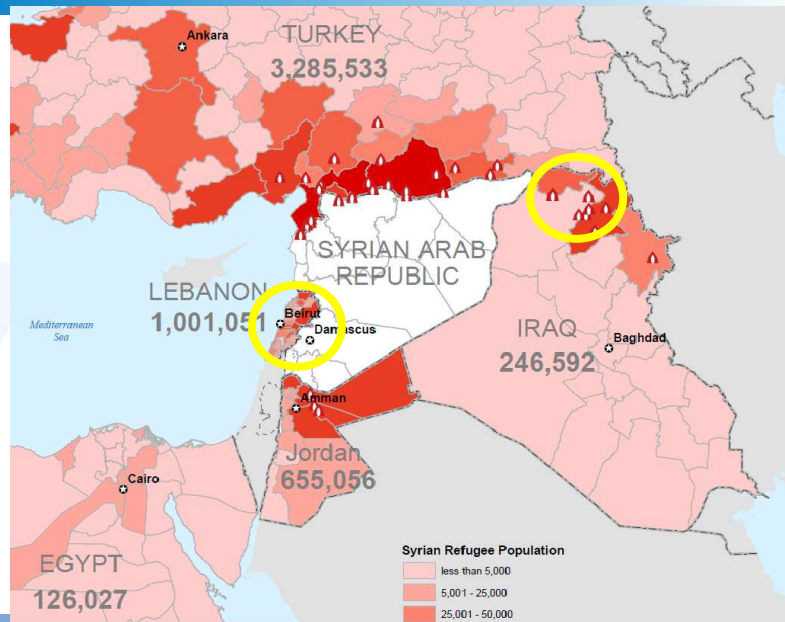 Ankara
TURKEY
3,285,533
SYRIAN ARAB
REPUBLIC
LEBANON
1,001,051
Beirut
Damascus
Mediterranean
Sea
IRAQ
246,592
Baghdad
Amman
Jordan
655,056
Cairo
EGYPT
126,027
Syrian Refugee Population
less than 5,000
5,001 - 25,000
25,001 - 50,000